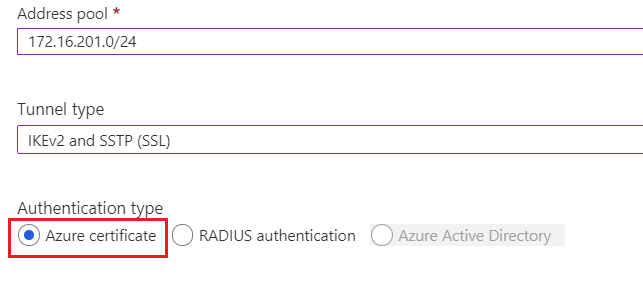 Address pool *
172.16.201.0/24
Tunnel type
IKEv2 and SSTP (SSL)
Authentication type
Azure certificate RADIUS authentication Azure Active Directory